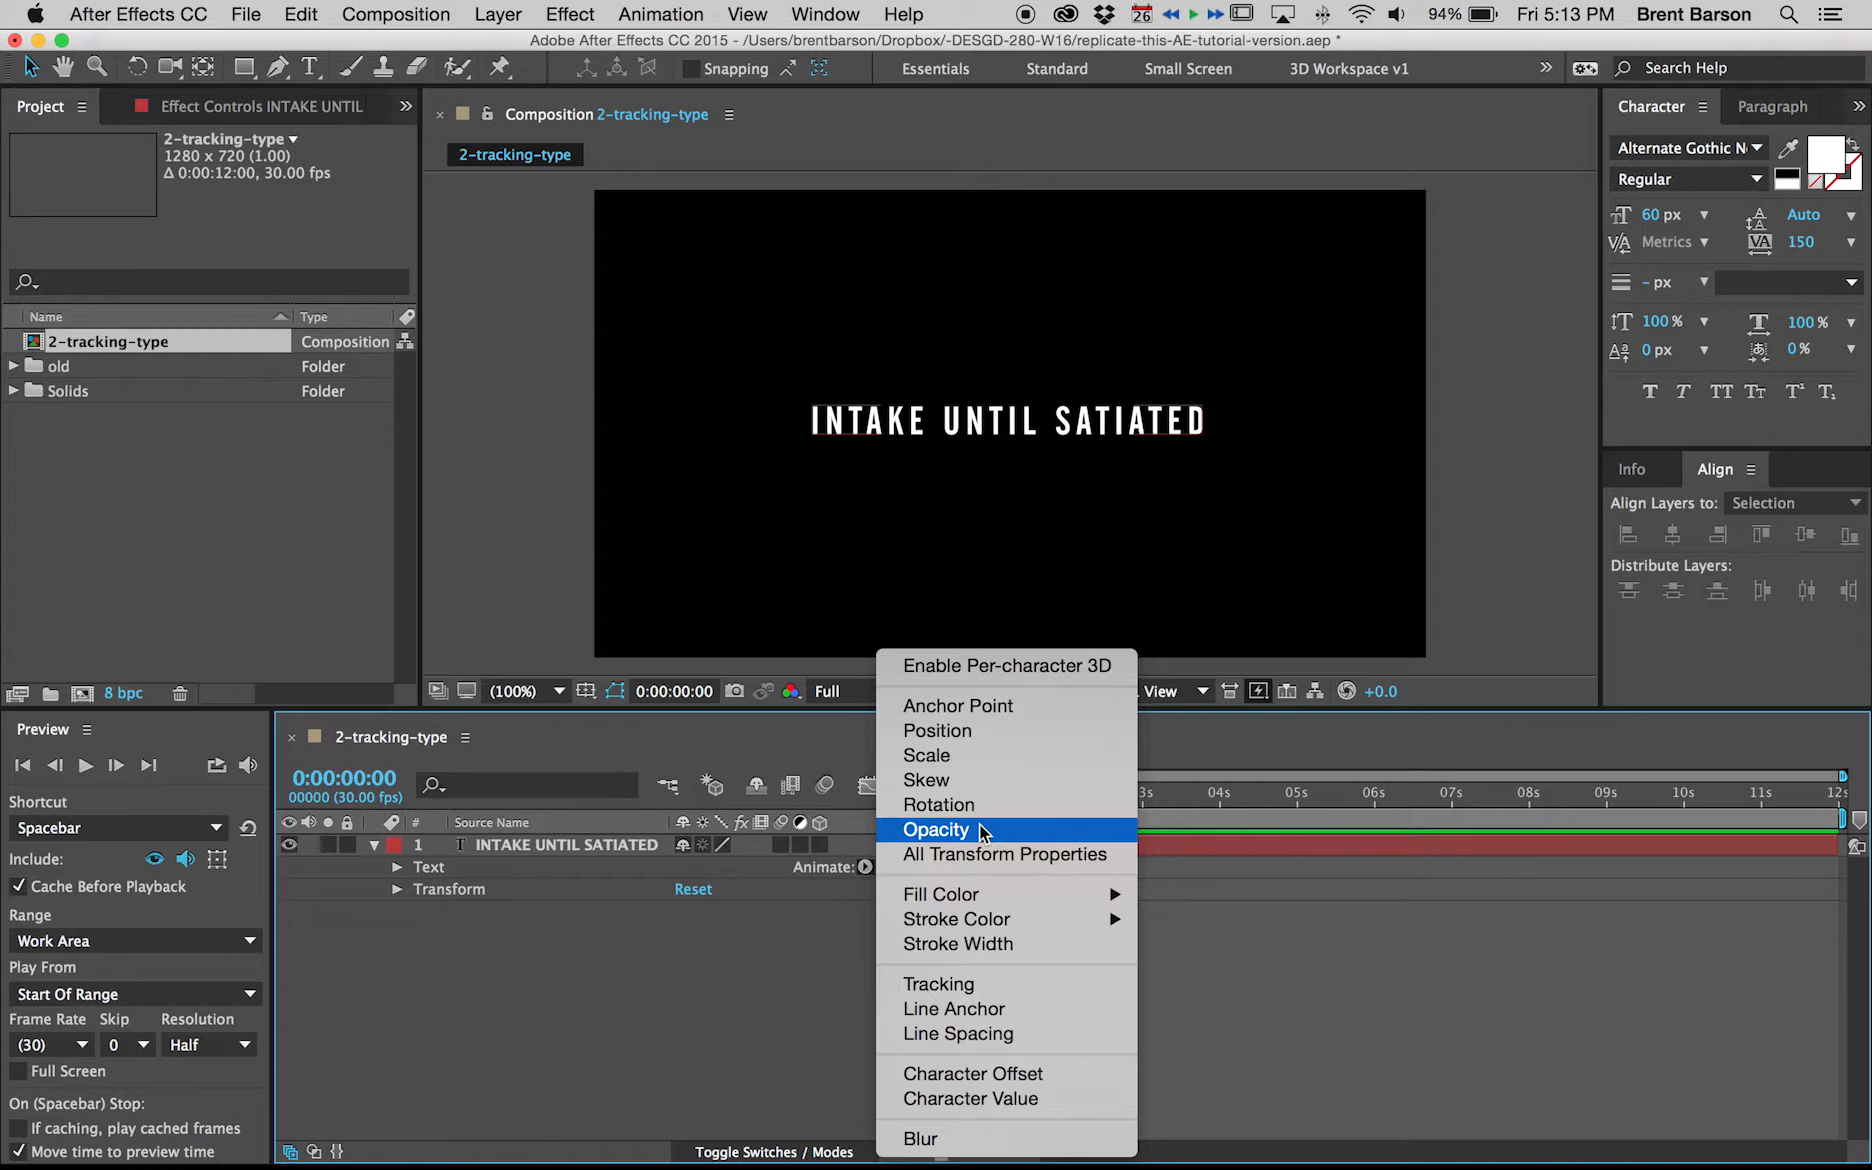 After Effects CC File Edit Composition Layer Effect Animation View Window Help 26 94% Fri 5:13 PM Brent Barson
Adobe After Effects CC 2015 - /Users/brentbarson/Dropbox/-DESGD-280-W16/replicate-this-AE-tutorial-version.aep *
Snapping Essentials Standard Small Screen 3D Workspace v1 Search Help
Project Effect Controls INTAKE UNTIL
2-tracking-type
1280 x 720 (1.00)
Δ 0:00:12:00, 30.00 fps
Name Type
2-tracking-type Composition
old Folder
Solids Folder
8 bpc
Composition 2-tracking-type
2-tracking-type
INTAKE UNTIL SATIATED
(100%) 0:00:00:00 Full View +0.0
Character Paragraph
Alternate Gothic N
Regular
60 px Auto
Metrics 150
- px
100 % 100 %
0 px 0 %
T T TT TT T¹ T₁
Info Align
Align Layers to: Selection
Distribute Layers:
Preview
Shortcut
Spacebar
Include:
Cache Before Playback
Range
Work Area
Play From
Start Of Range
Frame Rate Skip Resolution
(30) 0 Half
Full Screen
On (Spacebar) Stop:
If caching, play cached frames
Move time to preview time
2-tracking-type
0:00:00:00
00000 (30.00 fps)
# Source Name
1 T INTAKE UNTIL SATIATED
Text Animate:
Transform Reset
Toggle Switches / Modes
3s 04s 05s 06s 07s 08s 09s 10s 11s 12s
Enable Per-character 3D
Anchor Point
Position
Scale
Skew
Rotation
Opacity
All Transform Properties
Fill Color
Stroke Color
Stroke Width
Tracking
Line Anchor
Line Spacing
Character Offset
Character Value
Blur